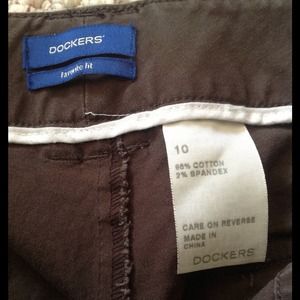 DOCKERS®
favorite fit
10
98% COTTON
2% SPANDEX
CARE ON REVERSE
MADE IN
CHINA
DOCKERS